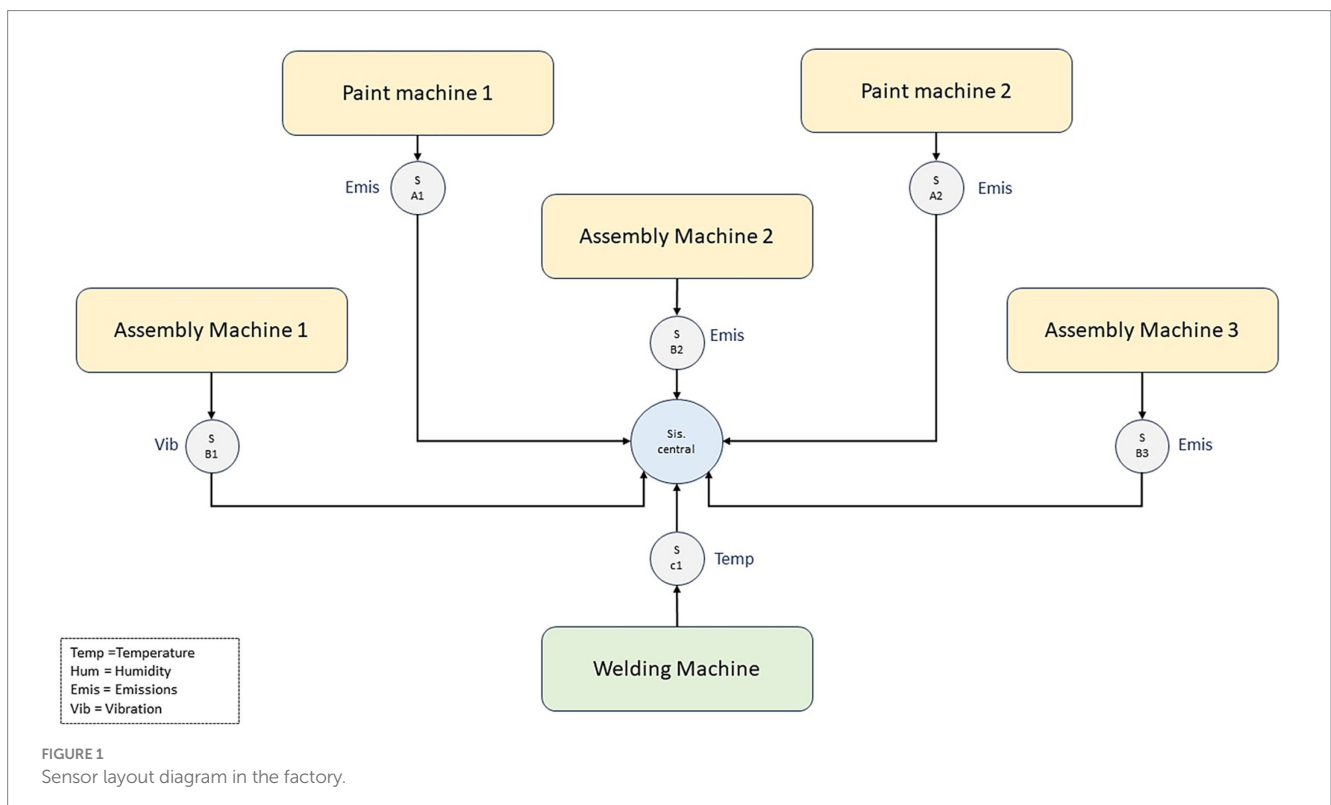 Paint machine 1
Paint machine 2
Emis
S
A1
S
A2
Emis
Assembly Machine 2
Assembly Machine 1
S
B2
Emis
Assembly Machine 3
Vib
S
B1
Sis.
central
S
B3
Emis
S
c1
Temp
Welding Machine
Temp =Temperature
Hum = Humidity
Emis = Emissions
Vib = Vibration
FIGURE 1
Sensor layout diagram in the factory.